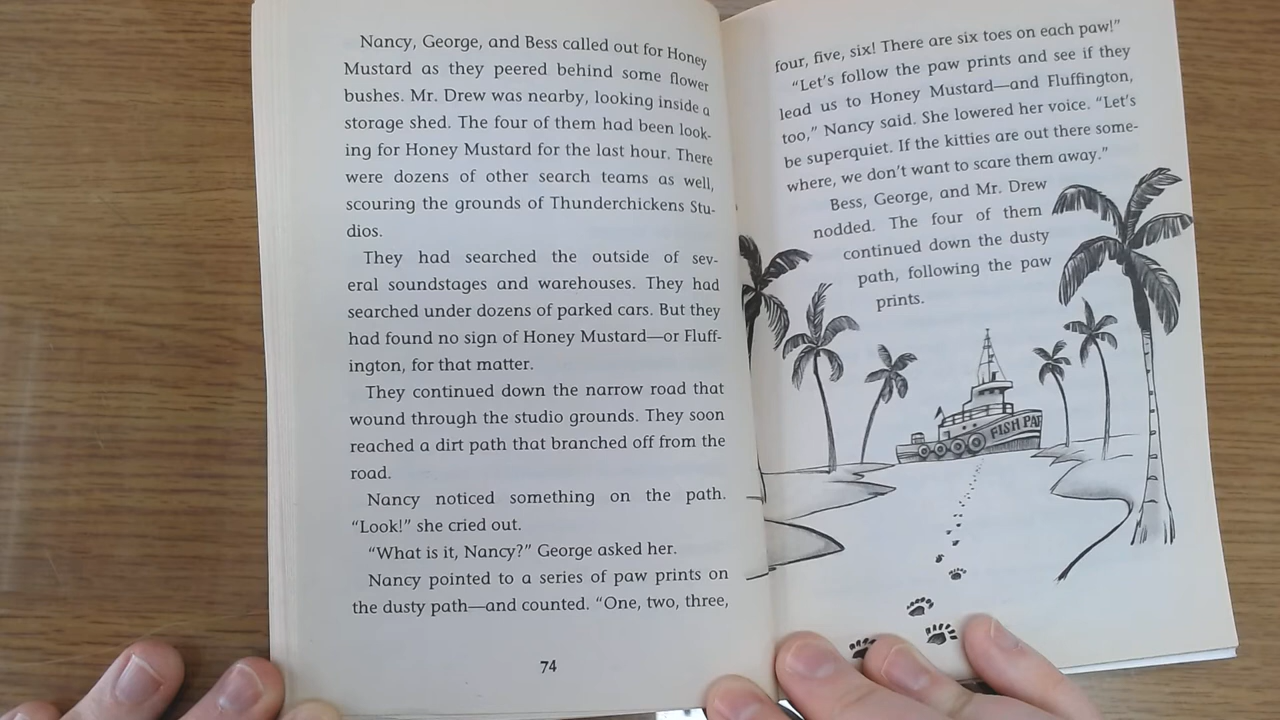 Nancy, George, and Bess called out for Honey
Mustard as they peered behind some flower
bushes. Mr. Drew was nearby, looking inside a
storage shed. The four of them had been look-
ing for Honey Mustard for the last hour. There
were dozens of other search teams as well,
scouring the grounds of Thunderchickens Stu-
dios.
They had searched the outside of sev-
eral soundstages and warehouses. They had
searched under dozens of parked cars. But they
had found no sign of Honey Mustard—or Fluff-
ington, for that matter.
They continued down the narrow road that
wound through the studio grounds. They soon
reached a dirt path that branched off from the
road.
Nancy noticed something on the path.
“Look!” she cried out.
“What is it, Nancy?” George asked her.
Nancy pointed to a series of paw prints on
the dusty path—and counted. “One, two, three,
74
four, five, six! There are six toes on each paw!”
“Let’s follow the paw prints and see if they
lead us to Honey Mustard—and Fluffington,
too,” Nancy said. She lowered her voice. “Let’s
be superquiet. If the kitties are out there some-
where, we don’t want to scare them away.”
Bess, George, and Mr. Drew
nodded. The four of them
continued down the dusty
path, following the paw
prints.
FISH